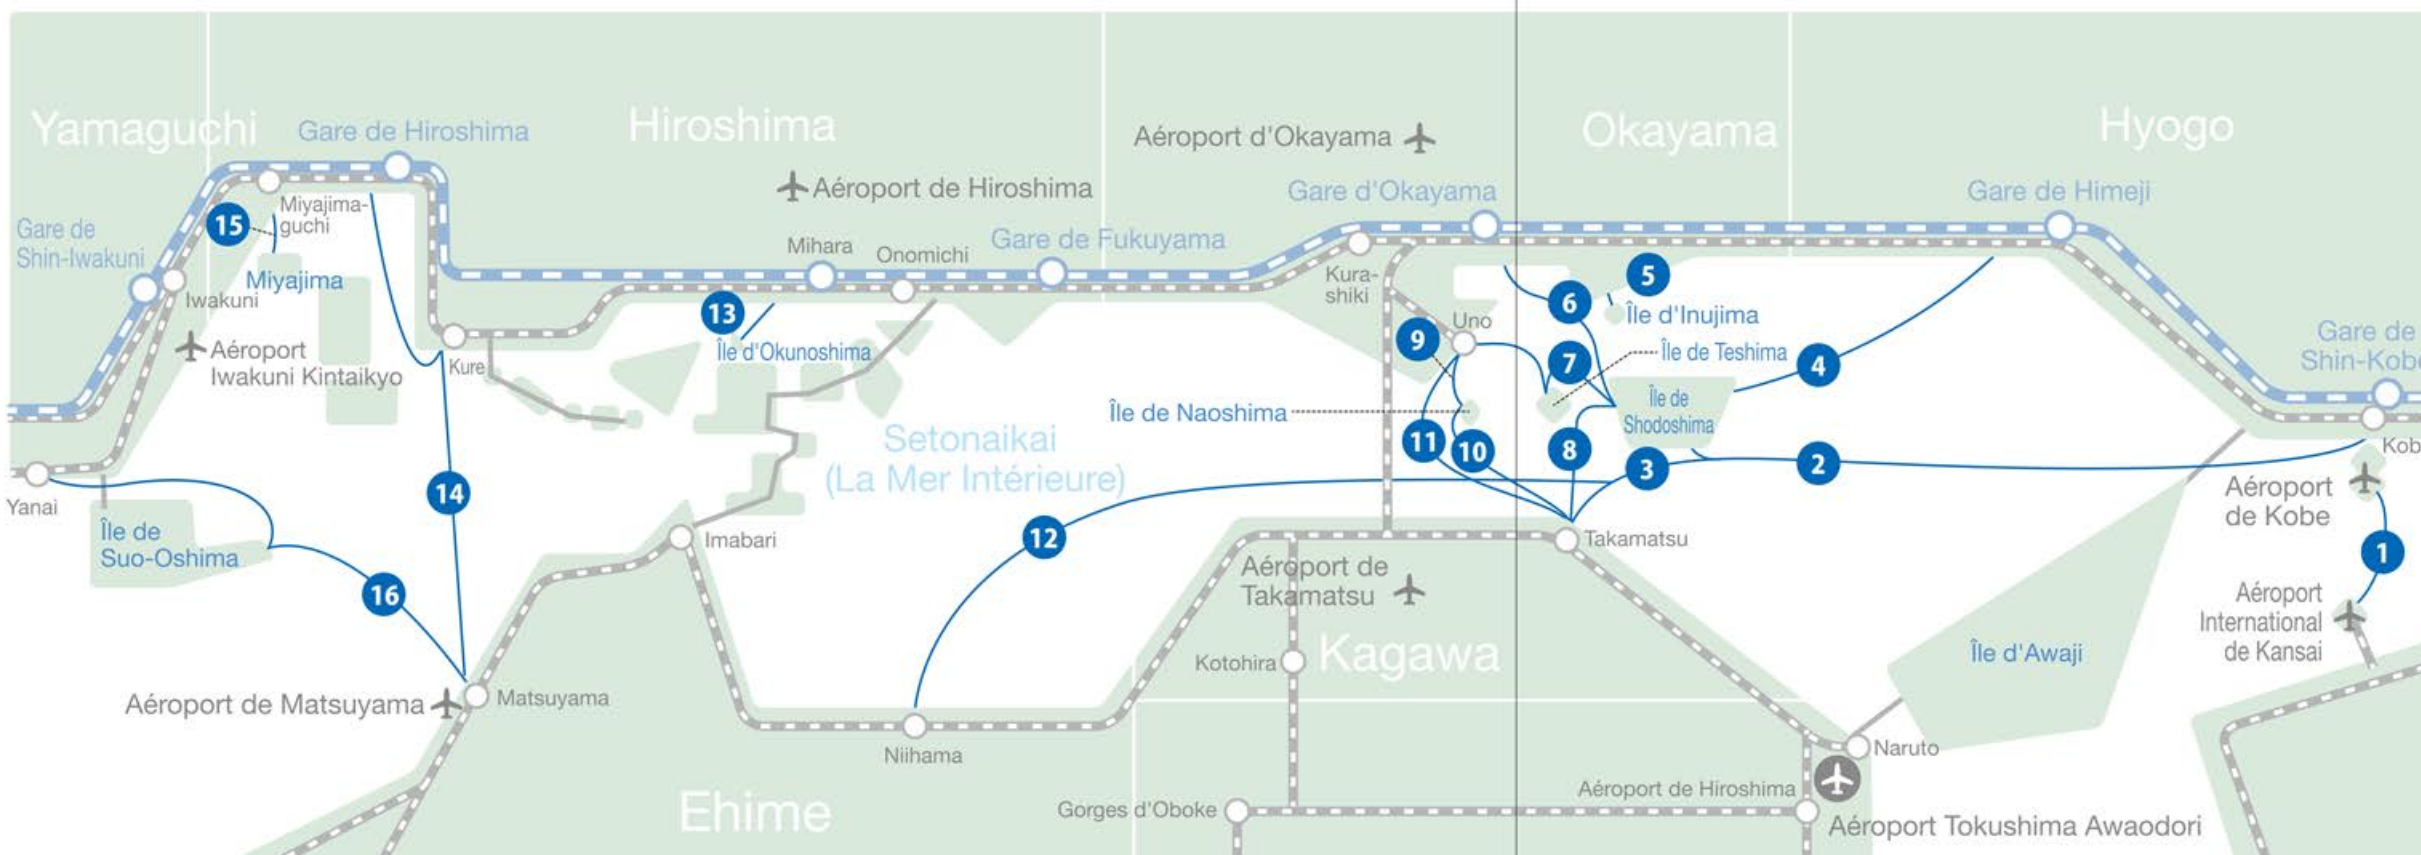 Yamaguchi
Gare de Hiroshima
Hiroshima
Aéroport d'Okayama
Okayama
Hyogo
Aéroport de Hiroshima
Gare d'Okayama
Gare de Himeji
15
Miyajima-
guchi
Gare de
Shin-Iwakuni
Mihara
Onomichi
Gare de Fukuyama
Miyajima
Iwakuni
Kura-
shiki
5
6
Île d'Inujima
13
Île d'Okunoshima
Uno
9
7
Île de Teshima
4
Gare de
Aéroport
Iwakuni Kintaikyo
Kure
Île de Naoshima
Île de
Shodoshima
Setonaikai
(La Mer Intérieure)
11
10
8
3
2
Yanai
14
Île de
Suo-Oshima
16
Imabari
12
Takamatsu
Aéroport de
Takamatsu
Aéroport
de Kobe
1
Aéroport
International
de Kansai
Kotohira
Kagawa
Île d'Awaji
Aéroport de Matsuyama
Matsuyama
Niihama
Naruto
Ehime
Gorges d'Oboke
Aéroport de Hiroshima
Aéroport Tokushima Awaodori